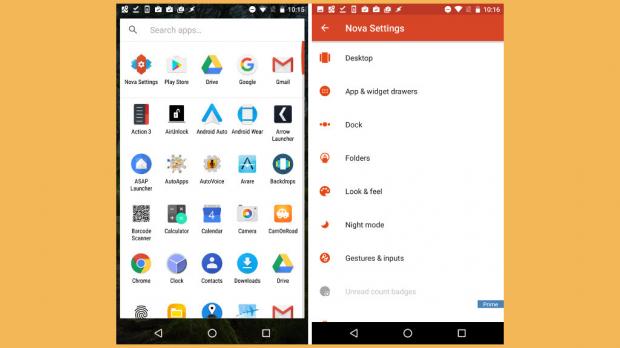 10:15
Search apps...
Nova Settings Play Store Drive Google Gmail
Action 3 AirUnlock Android Auto Android Wear Arrow
Launcher
ASAP AutoApps AutoVoice Avare Backdrops
Launcher
Barcode Calculator Calendar Camera CamOnRoad
Scanner
4
Chrome Clock Contacts Downloads Drive
10:16
Nova Settings
Desktop
App & widget drawers
Dock
Folders
Look & feel
Night mode
Gestures & inputs
Unread count badges
Prime